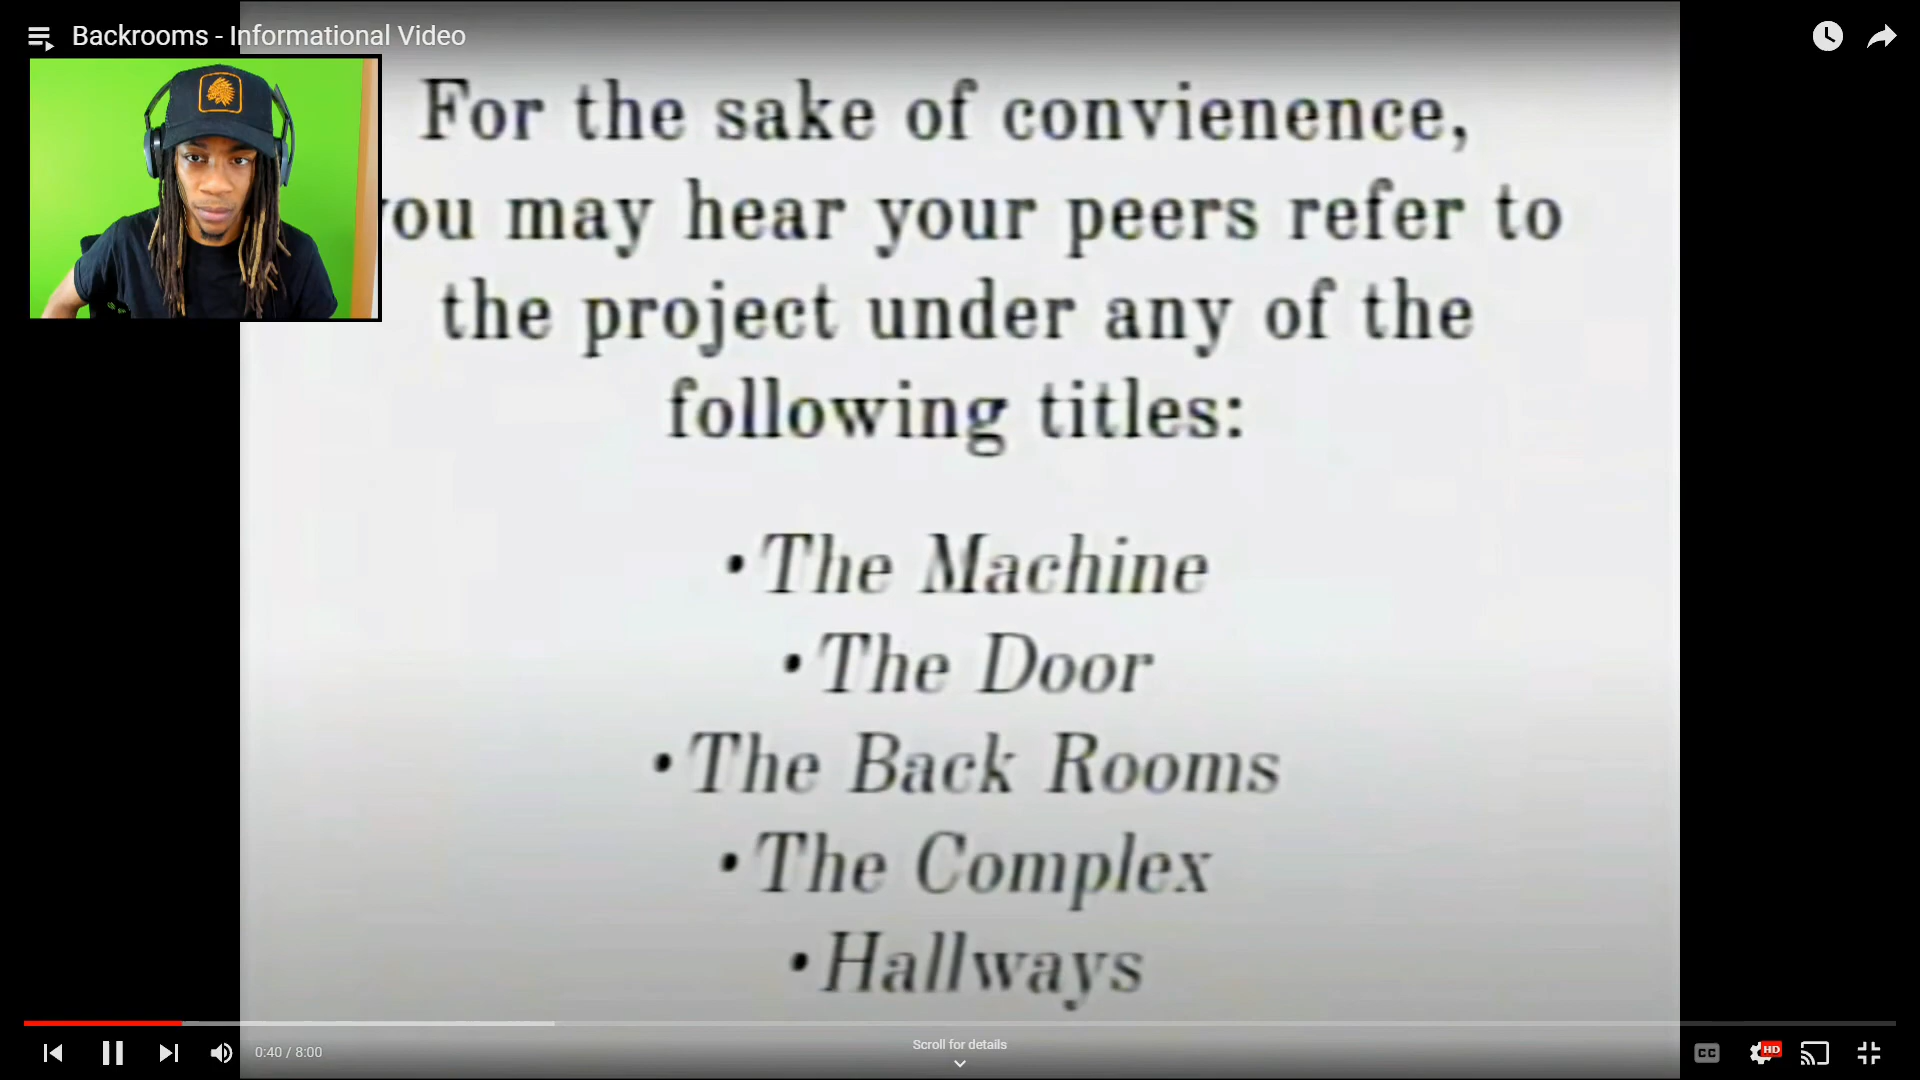 Backrooms - Informational Video
For the sake of convienence,
you may hear your peers refer to
the project under any of the
following titles:
• The Machine
• The Door
• The Back Rooms
• The Complex
• Hallways
0:40 / 8:00
Scroll for details
CC
HD